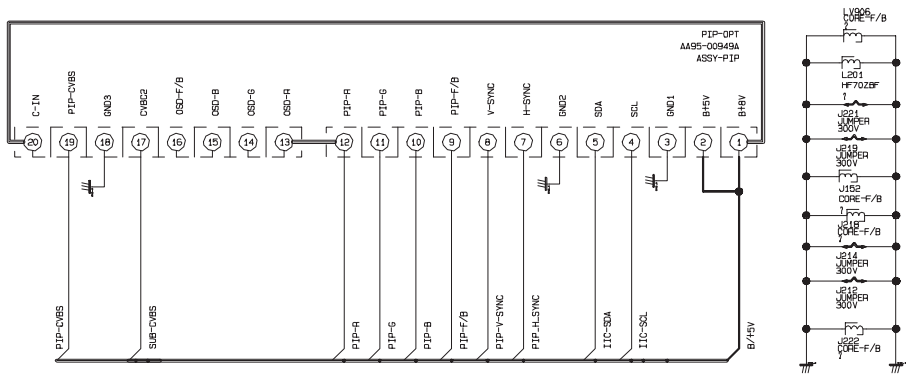 PIP-OPT
AA95-00949A
ASSY-PIP
C-IN
PIP-CVBS
GND3
CVBC2
OSD-F/B
OSD-B
OSD-G
OSD-R
PIP-R
PIP-G
PIP-B
PIP-F/B
V-SYNC
H-SYNC
GND2
SDA
SCL
GND1
B+5V
B+8V
20
19
18
17
16
15
14
13
12
11
10
9
8
7
6
5
4
3
2
1
PIP-CVBS
SUB-CVBS
PIP-R
PIP-G
PIP-B
PIP-F/B
PIP-V-SYNC
PIP_H_SYNC
IIC-SDA
IIC-SCL
B/+5V
LV906
CORE-F/B
?
L201
HF70ZBF
?
J221
JUMPER
300V
J219
JUMPER
300V
J152
CORE-F/B
?
J218
CORE-F/B
?
J214
JUMPER
300V
J212
JUMPER
300V
J222
CORE-F/B
?